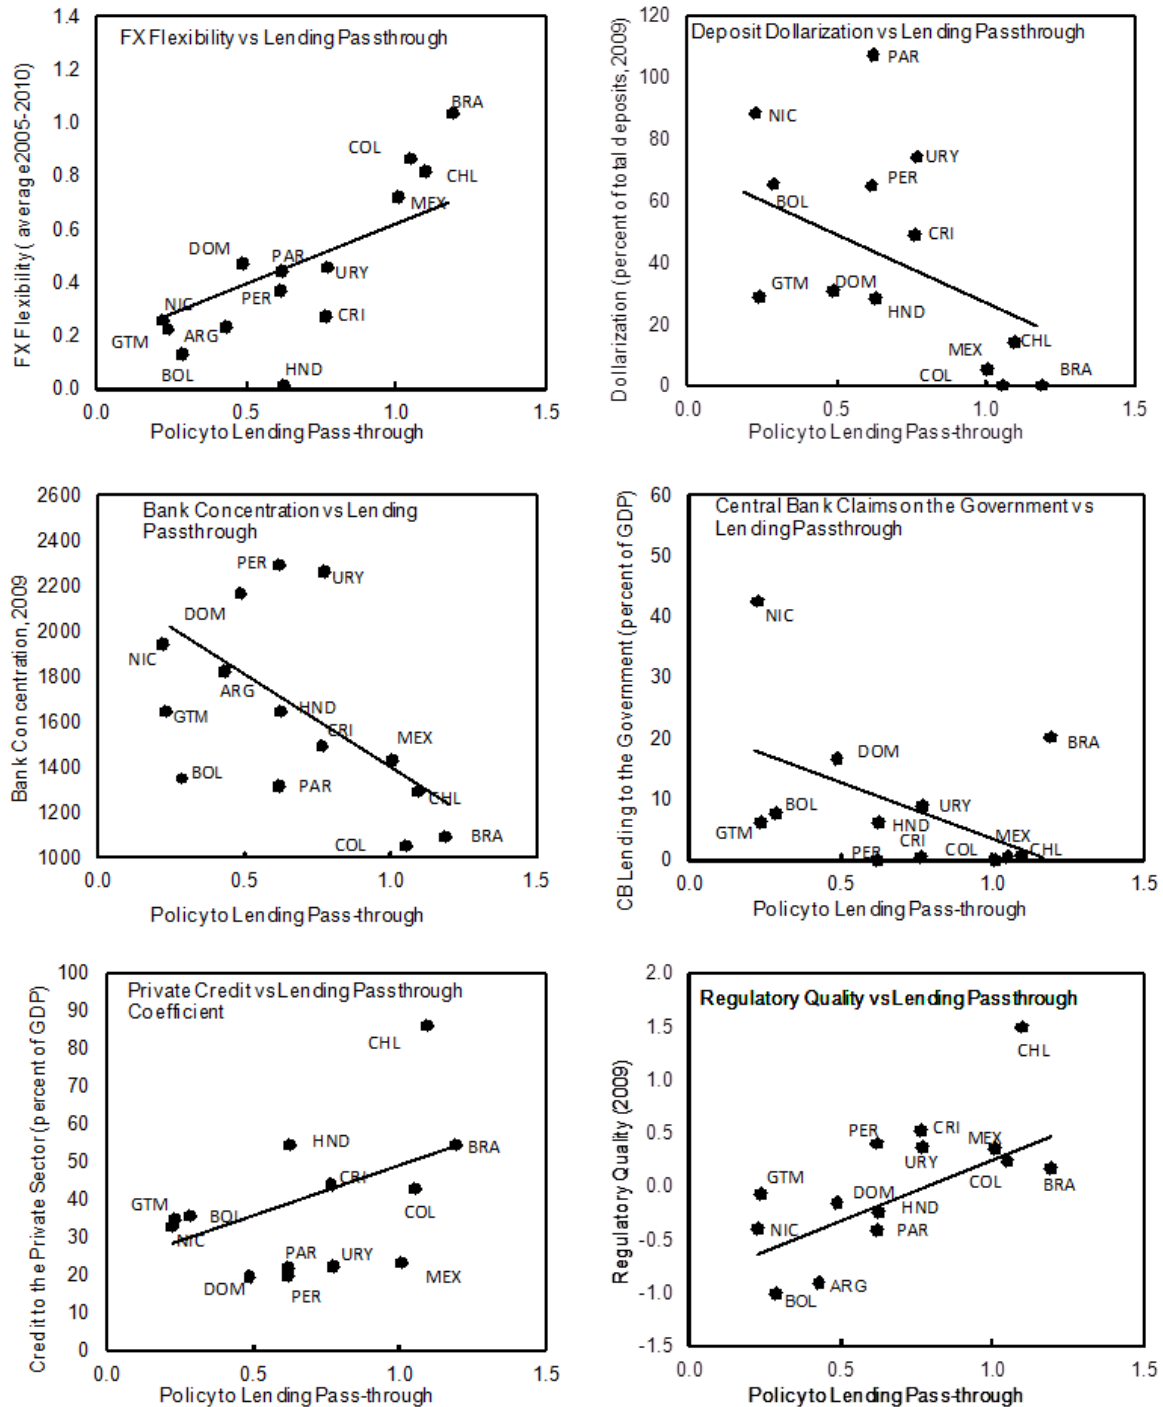 FX Flexibility vs Lending Passthrough
FX Flexibility ( average 2005-2010)
1.4
1.2
1.0
0.8
0.6
0.4
0.2
0.0
BRA
COL
CHL
MEX
DOM
PAR
URY
PER
NIC
CRI
GTM
ARG
BOL
HND
0.0 0.5 1.0 1.5
Policy to Lending Pass-through
Deposit Dollarization vs Lending Passthrough
Dollarization (percent of total deposits, 2009)
120
100
80
60
40
20
0
PAR
NIC
URY
PER
BOL
CRI
GTM
DOM
HND
CHL
MEX
COL
BRA
0.0 0.5 1.0 1.5
Policy to Lending Pass-through
Bank Concentration vs Lending
Passthrough
Bank Concentration, 2009
2600
2400
2200
2000
1800
1600
1400
1200
1000
PER
URY
DOM
NIC
ARG
GTM
HND
CRI
MEX
BOL
PAR
CHL
COL
BRA
0.0 0.5 1.0 1.5
Policy to Lending Pass-through
Central Bank Claims on the Government vs
Lending Passthrough
CB Lending to the Government (percent of GDP)
60
50
40
30
20
10
0
NIC
BRA
DOM
BOL
URY
GTM
HND
CRI
MEX
PER
COL
CHL
0.0 0.5 1.0 1.5
Policy to Lending Pass-through
Private Credit vs Lending Passthrough
Coefficient
Credit to the Private Sector (percent of GDP)
100
90
80
70
60
50
40
30
20
10
0
CHL
HND
BRA
CRI
GTM
BOL
COL
NIC
PAR
URY
DOM
PER
MEX
0.0 0.5 1.0 1.5
Policy to Lending Pass-through
Regulatory Quality vs Lending Passthrough
Regulatory Quality (2009)
2.0
1.5
1.0
0.5
0.0
-0.5
-1.0
-1.5
CHL
PER
CRI
MEX
URY
GTM
COL
BRA
DOM
HND
NIC
PAR
ARG
BOL
0.0 0.5 1.0 1.5
Policy to Lending Pass-through